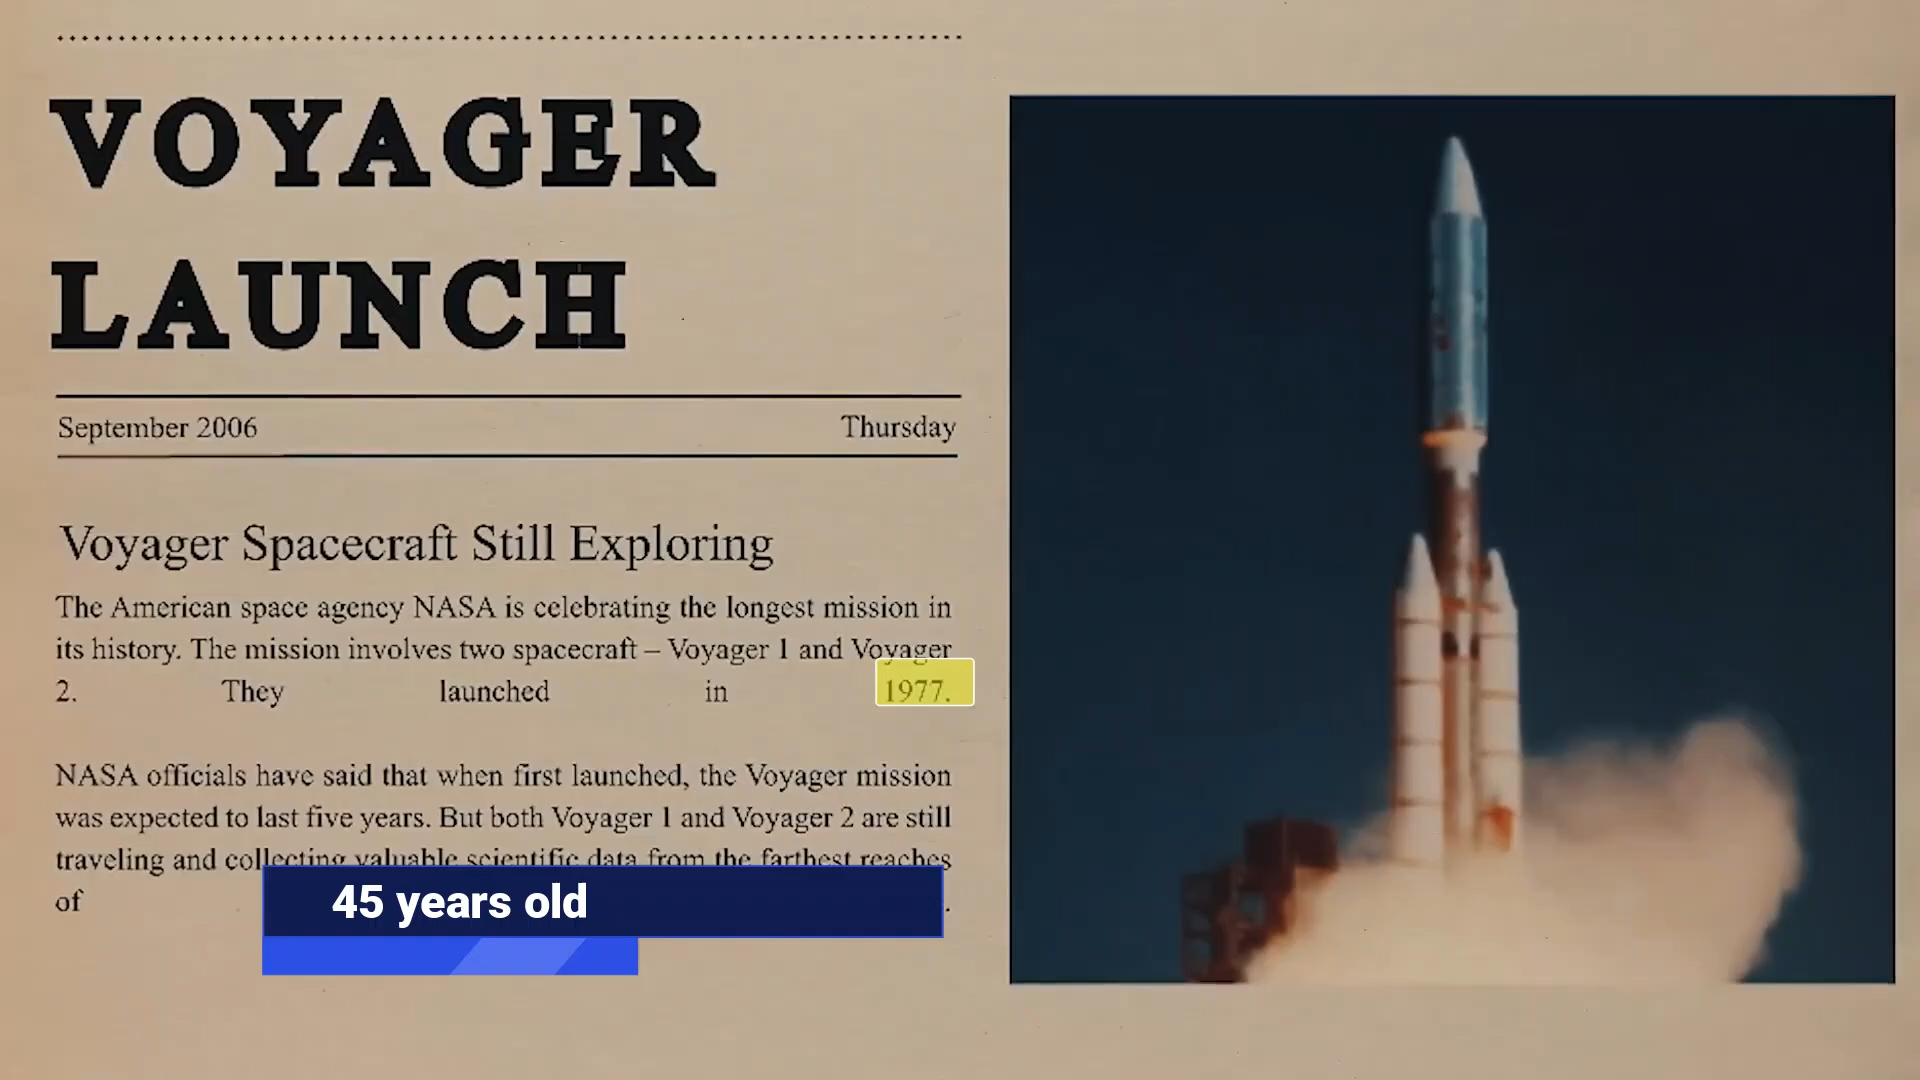 VOYAGER
LAUNCH
September 2006 Thursday
Voyager Spacecraft Still Exploring
The American space agency NASA is celebrating the longest mission in
its history. The mission involves two spacecraft – Voyager 1 and Voyager
2. They launched in 1977.
NASA officials have said that when first launched, the Voyager mission
was expected to last five years. But both Voyager 1 and Voyager 2 are still
traveling and collecting valuable scientific data from the farthest reaches
of .
45 years old